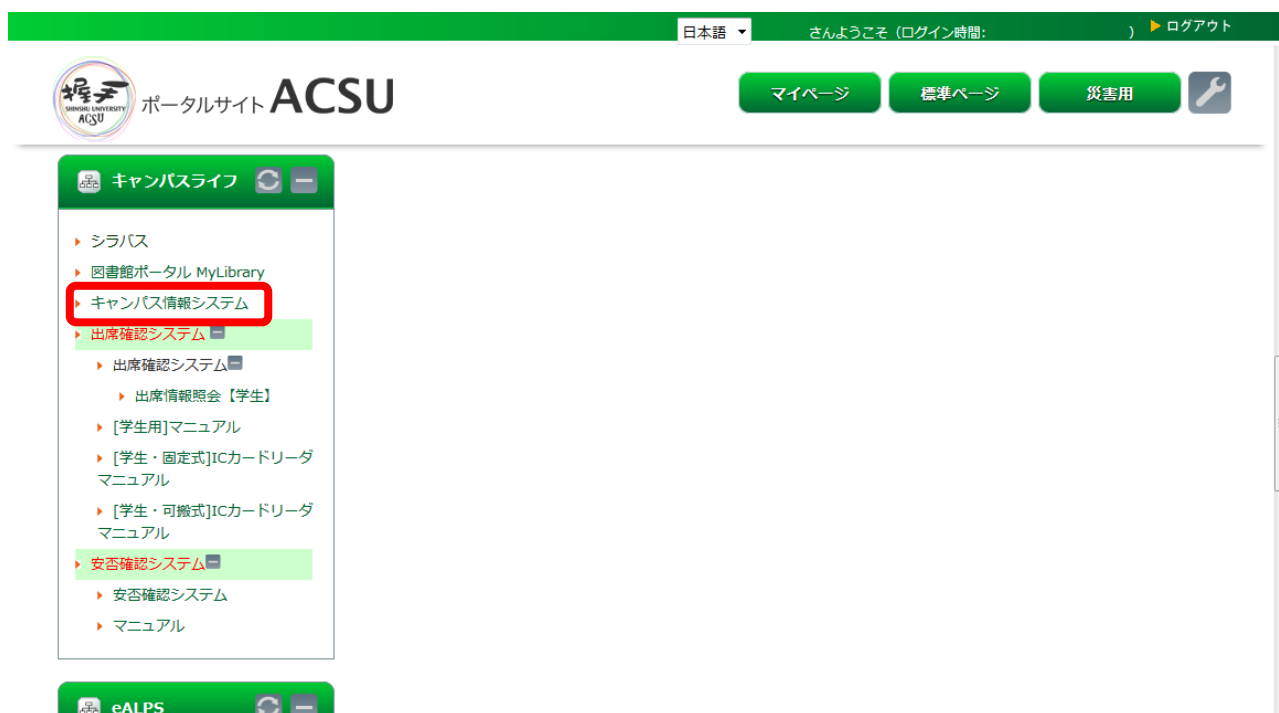 日本語
さんようこそ（ログイン時間:
）
ログアウト
SHINSHU UNIVERSITY
ACSU
ポータルサイト ACSU
マイページ
標準ページ
災害用
キャンパスライフ
シラバス
図書館ポータル MyLibrary
キャンパス情報システム
出席確認システム
出席確認システム
出席情報照会【学生】
[学生用]マニュアル
[学生・固定式]ICカードリーダ
マニュアル
[学生・可搬式]ICカードリーダ
マニュアル
安否確認システム
安否確認システム
マニュアル
eALPS